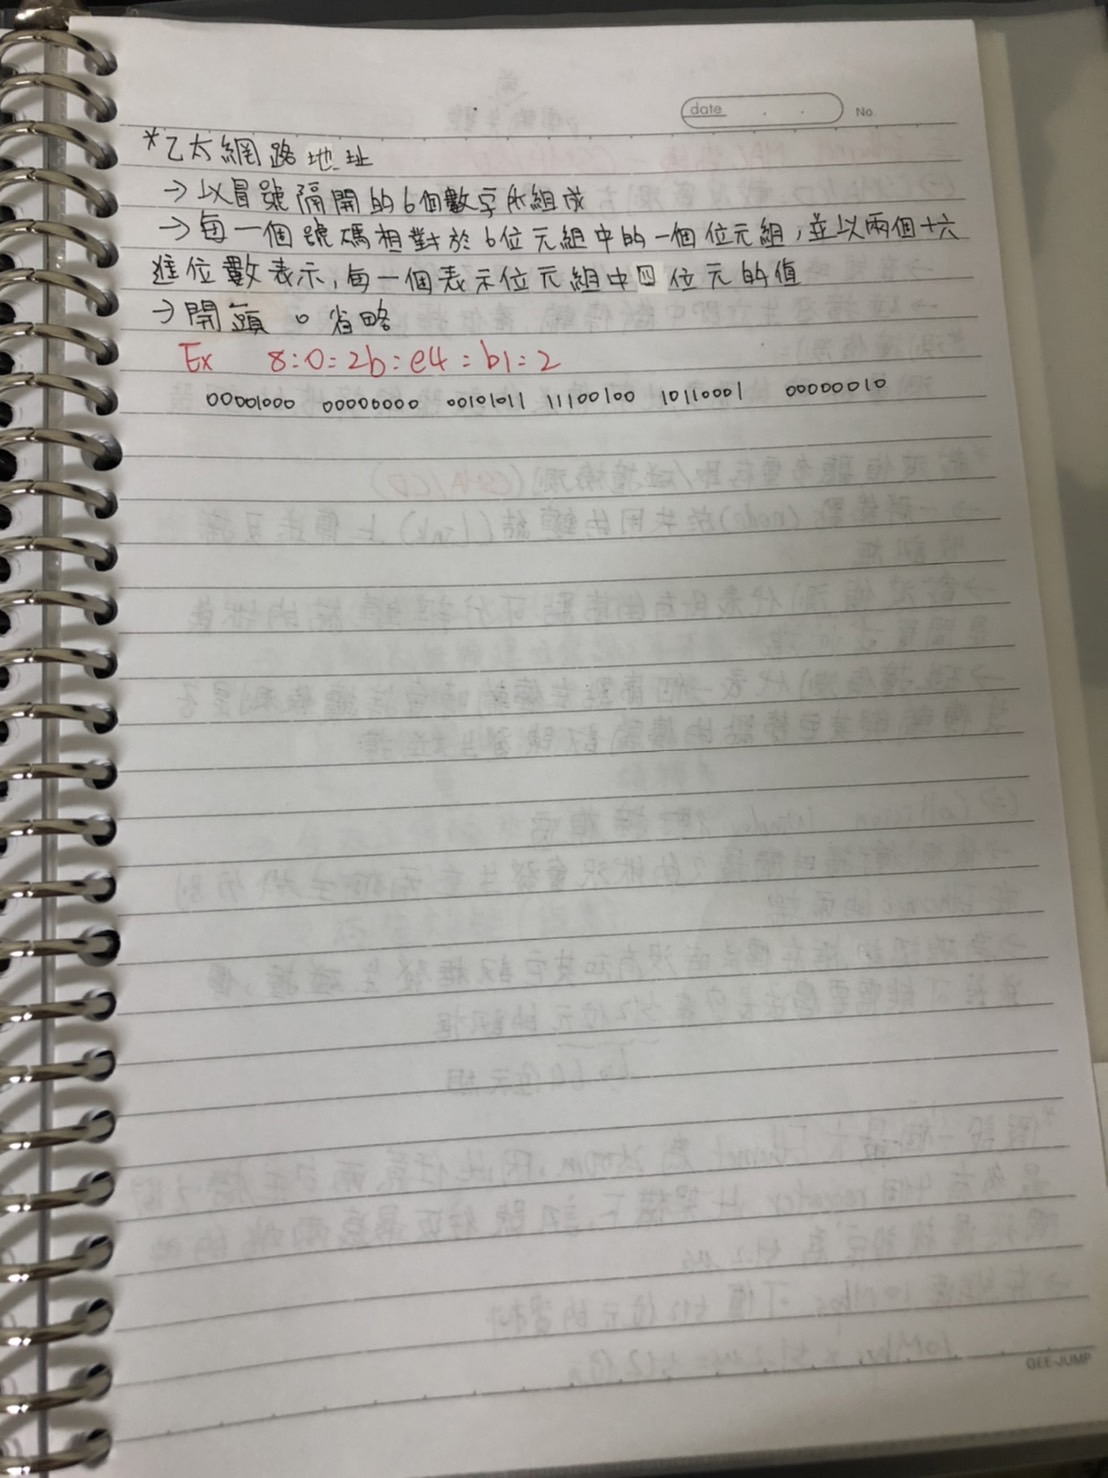 date . . No.
*乙太網路地址
→以冒號隔開的6個數字所組成
→每一個號碼相對於6位元組中的一個位元組,並以兩個十六
進位數表示,每一個表示位元組中四位元的值
→開頭0省略
Ex 8:0:2b:e4:b1:2
00001000 00000000 00101011 11100100 10110001 00000010
GEE-JUMP